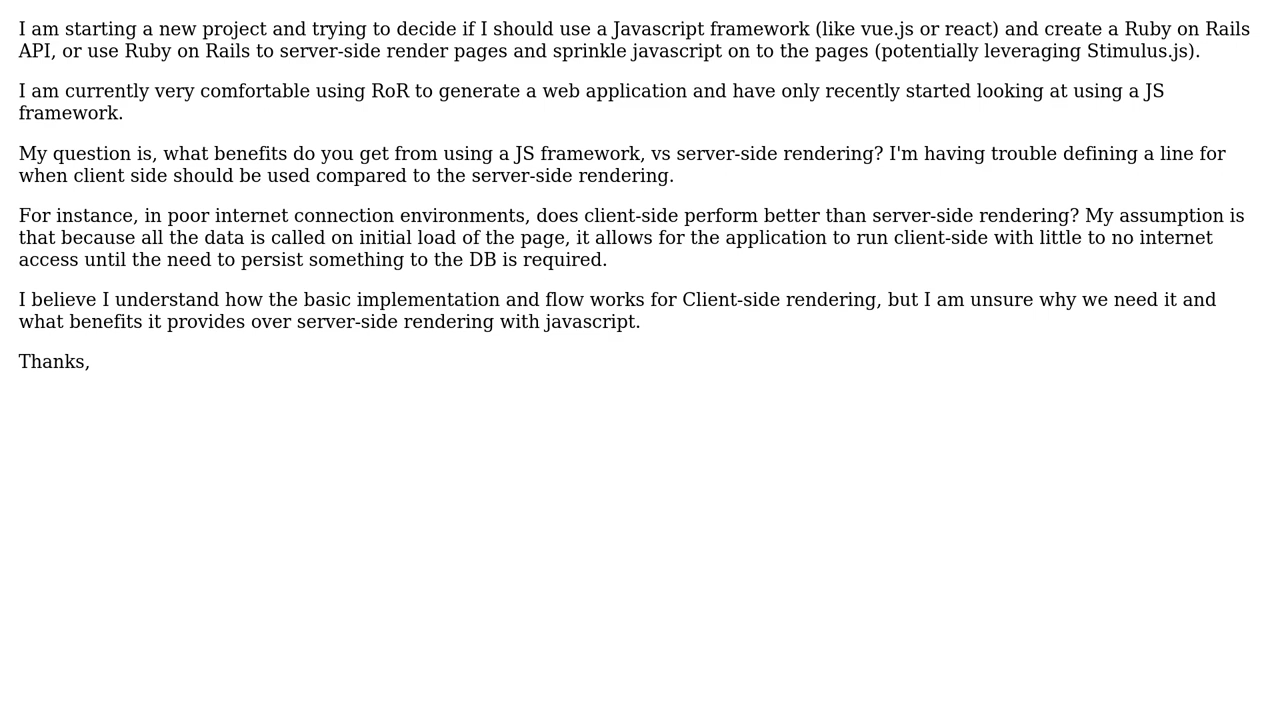 I am starting a new project and trying to decide if I should use a Javascript framework (like vue.js or react) and create a Ruby on Rails
API, or use Ruby on Rails to server-side render pages and sprinkle javascript on to the pages (potentially leveraging Stimulus.js).
I am currently very comfortable using RoR to generate a web application and have only recently started looking at using a JS
framework.
My question is, what benefits do you get from using a JS framework, vs server-side rendering? I'm having trouble defining a line for
when client side should be used compared to the server-side rendering.
For instance, in poor internet connection environments, does client-side perform better than server-side rendering? My assumption is
that because all the data is called on initial load of the page, it allows for the application to run client-side with little to no internet
access until the need to persist something to the DB is required.
I believe I understand how the basic implementation and flow works for Client-side rendering, but I am unsure why we need it and
what benefits it provides over server-side rendering with javascript.
Thanks,